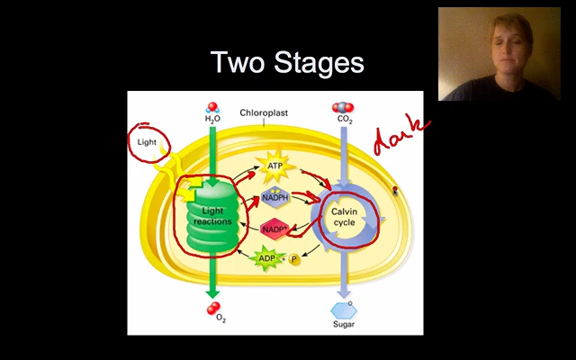 Two Stages
H₂O
Chloroplast
CO₂
Light
dark
ATP
NADPH
Light
reactions
Calvin
cycle
NADP⁺
ADP + P
O₂
Sugar